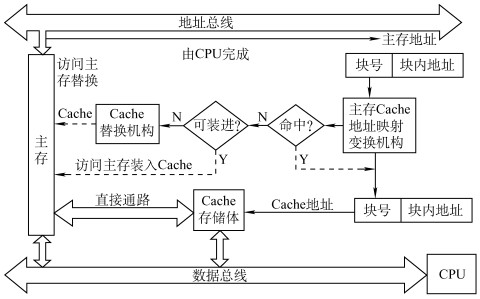 地址总线
主存地址
访问主
存替换
由CPU完成
块号 块内地址
Cache
Cache
替换机构
N
可装进?
N
命中?
主存Cache
地址映射
变换机构
主存
Y
Y
访问主存装入Cache
直接通路
Cache
存储体
Cache地址
块号 块内地址
数据总线
CPU